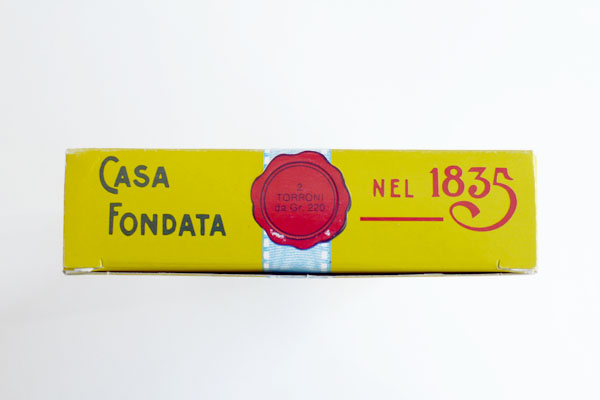 CASA
FONDATA
2
TORRONI
da Gr. 220
NEL 1835